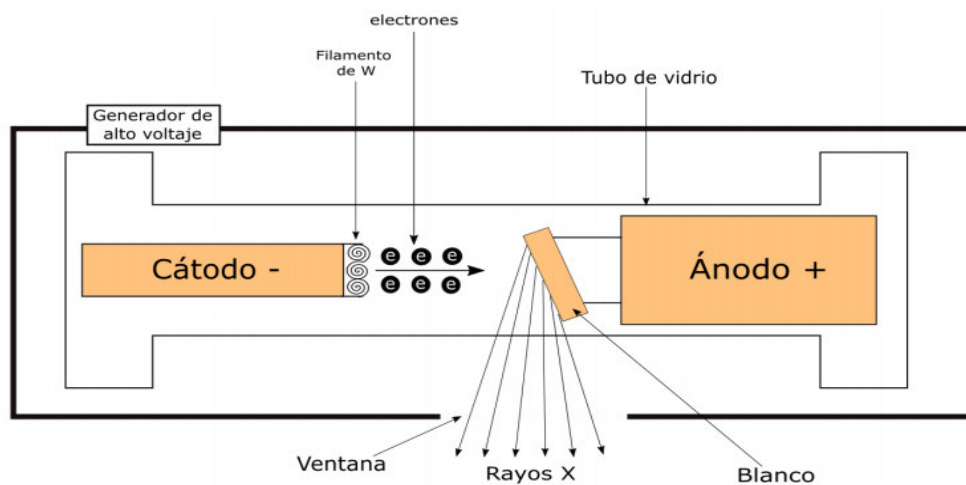 electrones
Filamento
de W
Tubo de vidrio
Generador de
alto voltaje
Cátodo -
e e e
e e e
Ánodo +
Ventana
Rayos X
Blanco